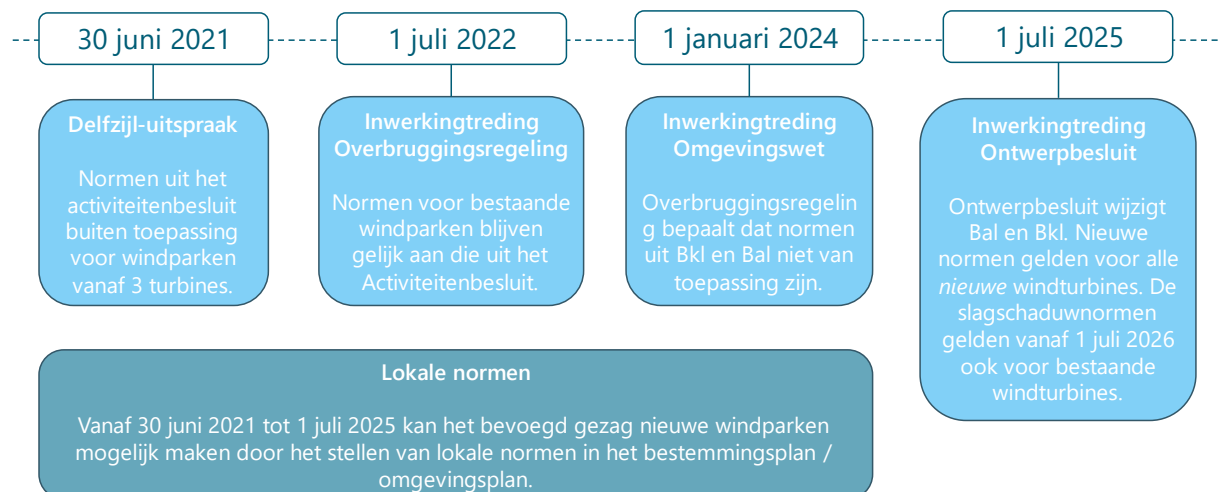 30 juni 2021
1 juli 2022
1 januari 2024
1 juli 2025
Delfzijl-uitspraak
Normen uit het
activiteitenbesluit
buiten toepassing
voor windparken
vanaf 3 turbines.
Inwerkingtreding
Overbruggingsregeling
Normen voor bestaande
windparken blijven
gelijk aan die uit het
Activiteitenbesluit.
Inwerkingtreding
Omgevingswet
Overbruggingsregelin
g bepaalt dat normen
uit Bkl en Bal niet van
toepassing zijn.
Inwerkingtreding
Ontwerpbesluit
Ontwerpbesluit wijzigt
Bal en Bkl. Nieuwe
normen gelden voor alle
nieuwe windturbines. De
slagschaduwnormen
gelden vanaf 1 juli 2026
ook voor bestaande
windturbines.
Lokale normen
Vanaf 30 juni 2021 tot 1 juli 2025 kan het bevoegd gezag nieuwe windparken
mogelijk maken door het stellen van lokale normen in het bestemmingsplan /
omgevingsplan.